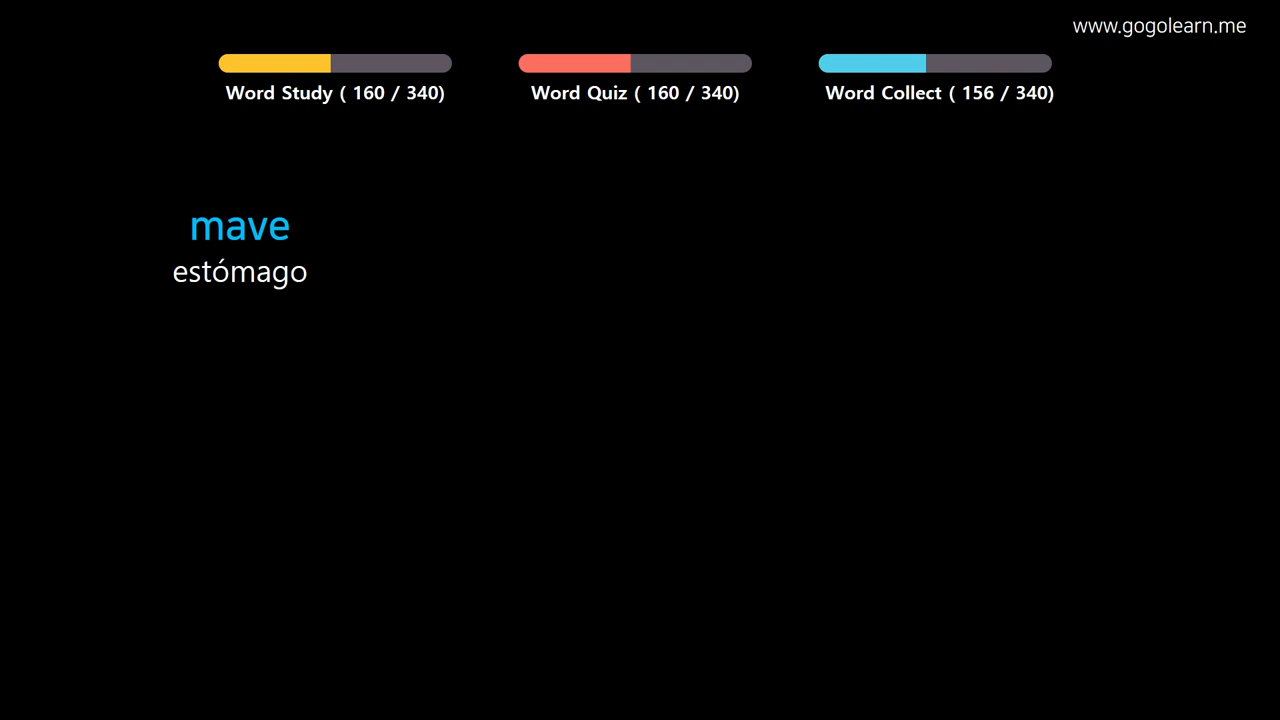 www.gogolearn.me
Word Study ( 160 / 340)
Word Quiz ( 160 / 340)
Word Collect ( 156 / 340)
mave
estómago